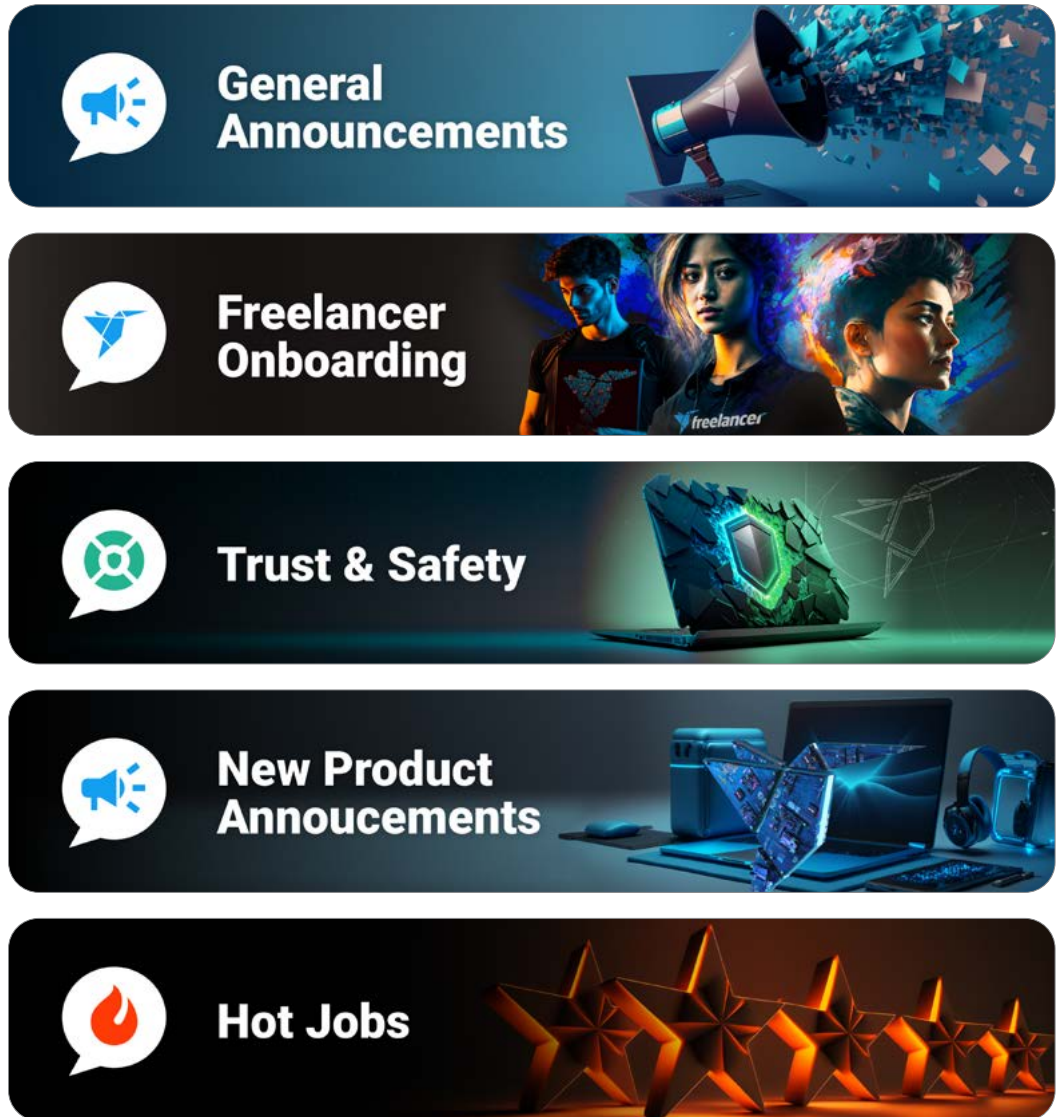 General
Announcements
Freelancer
Onboarding
freelancer
Trust & Safety
New Product
Annoucements
Hot Jobs